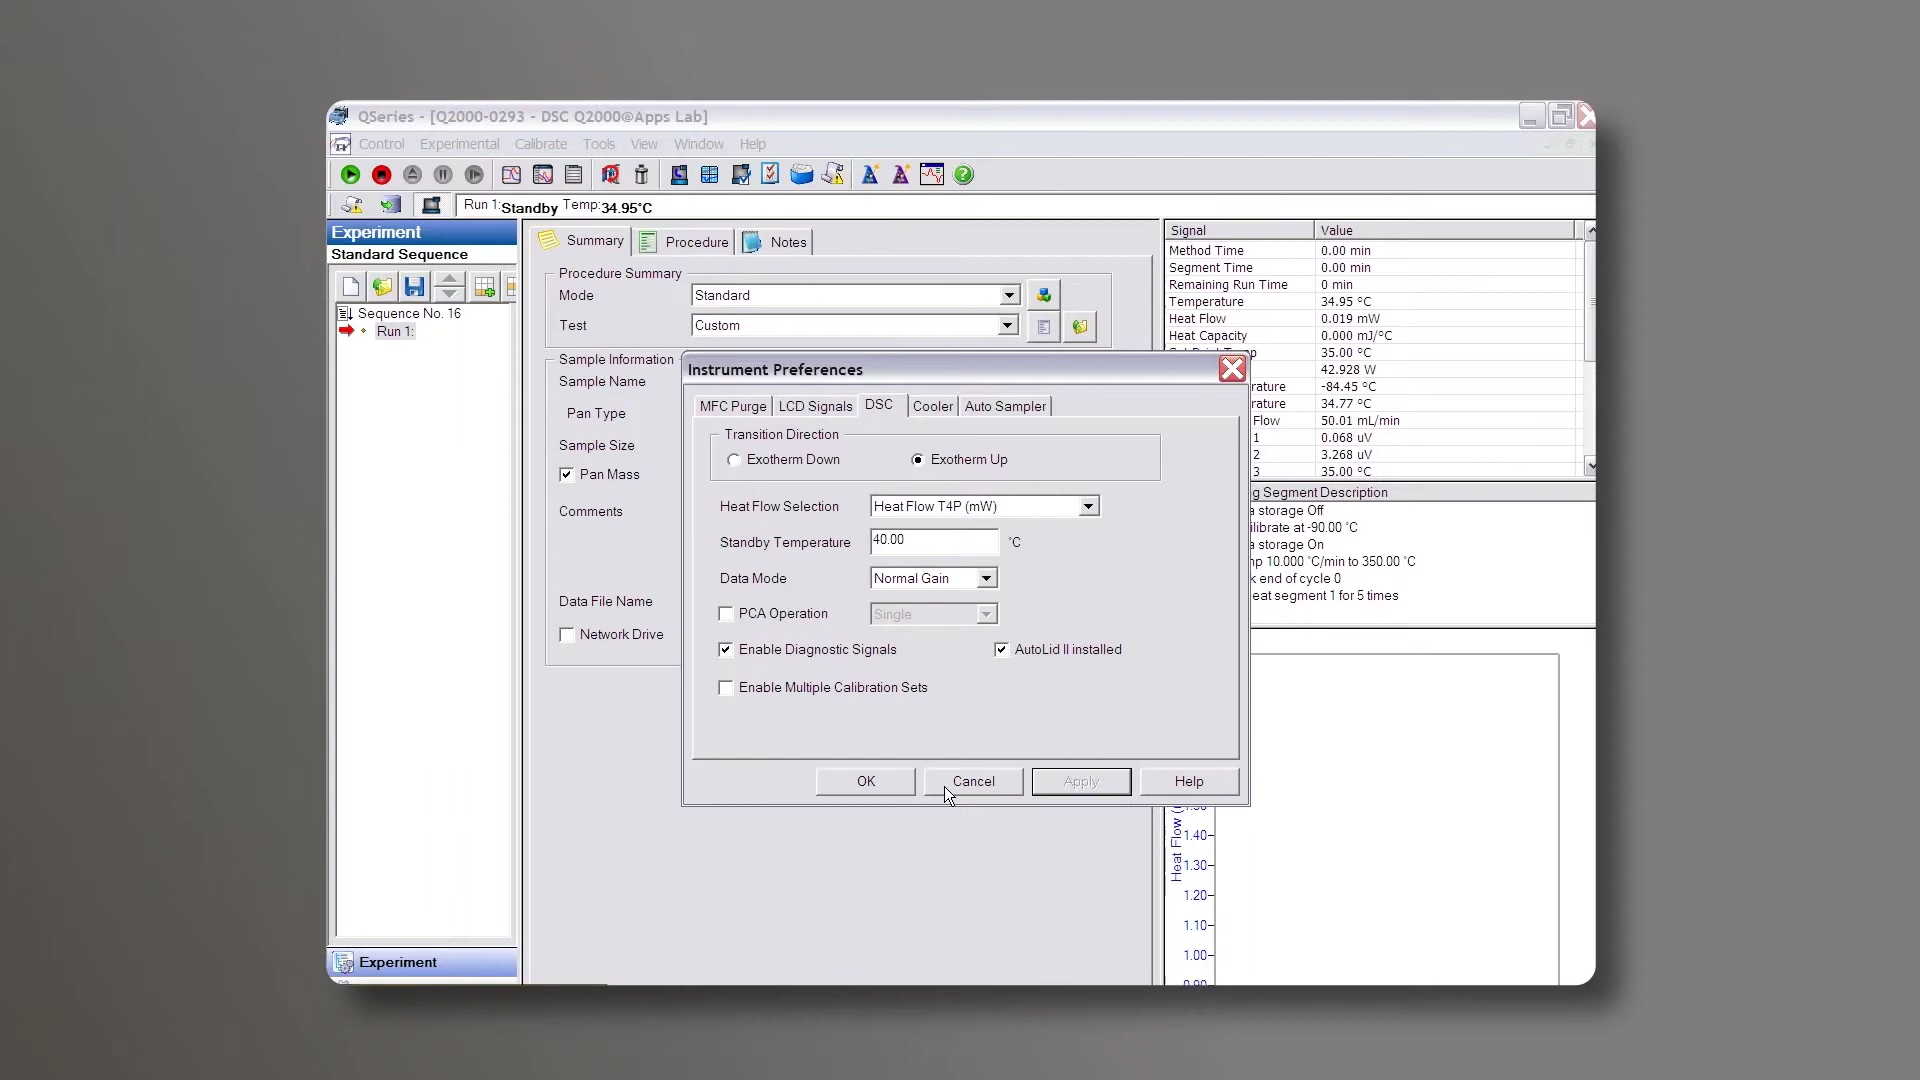 QSeries - [Q2000-0293 - DSC Q2000@Apps Lab]
Control Experimental Calibrate Tools View Window Help
Run 1: Standby Temp: 34.95°C
Experiment
Standard Sequence
Sequence No. 16
Run 1:
Experiment
Summary Procedure Notes
Procedure Summary
Mode Standard
Test Custom
Sample Information
Sample Name
Pan Type
Sample Size
Pan Mass
Comments
Data File Name
Network Drive
Instrument Preferences
MFC Purge LCD Signals DSC Cooler Auto Sampler
Transition Direction
Exotherm Down Exotherm Up
Heat Flow Selection Heat Flow T4P (mW)
Standby Temperature 40.00 °C
Data Mode Normal Gain
PCA Operation Single
Enable Diagnostic Signals AutoLid II installed
Enable Multiple Calibration Sets
OK Cancel Apply Help
Signal Value
Method Time 0.00 min
Segment Time 0.00 min
Remaining Run Time 0 min
Temperature 34.95 °C
Heat Flow 0.019 mW
Heat Capacity 0.000 mJ/°C
35.00 °C
42.928 W
rature -84.45 °C
rature 34.77 °C
Flow 50.01 mL/min
1 0.068 uV
2 3.268 uV
3 35.00 °C
g Segment Description
a storage Off
ilibrate at -90.00 °C
a storage On
np 10.000 °C/min to 350.00 °C
k end of cycle 0
eat segment 1 for 5 times
Heat Flow (
1.40
1.30
1.20
1.10
1.00